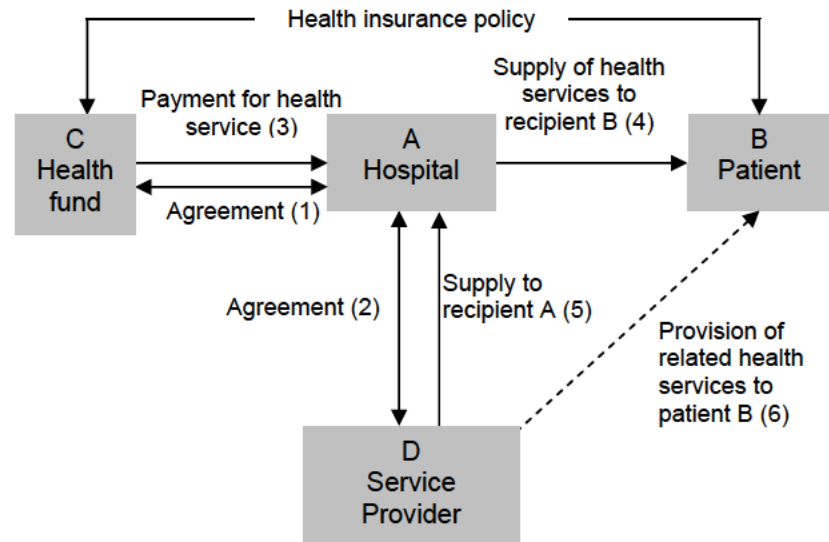 Health insurance policy
Payment for health
service (3)
Supply of health
services to
recipient B (4)
C
Health
fund
A
Hospital
B
Patient
Agreement (1)
Agreement (2)
Supply to
recipient A (5)
Provision of
related health
services to
patient B (6)
D
Service
Provider